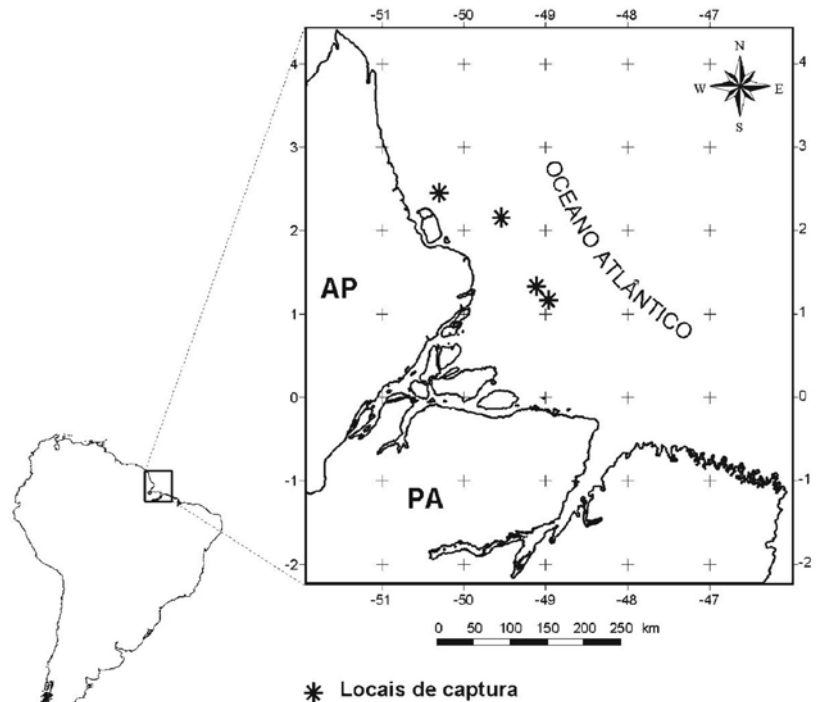 -51 -50 -49 -48 -47
N
W E
S
4 4
3 3
2 2
1 1
0 0
-1 -1
-2 -2
OCEANO ATLÂNTICO
AP
PA
-51 -50 -49 -48 -47
0 50 100 150 200 250 km
Locais de captura